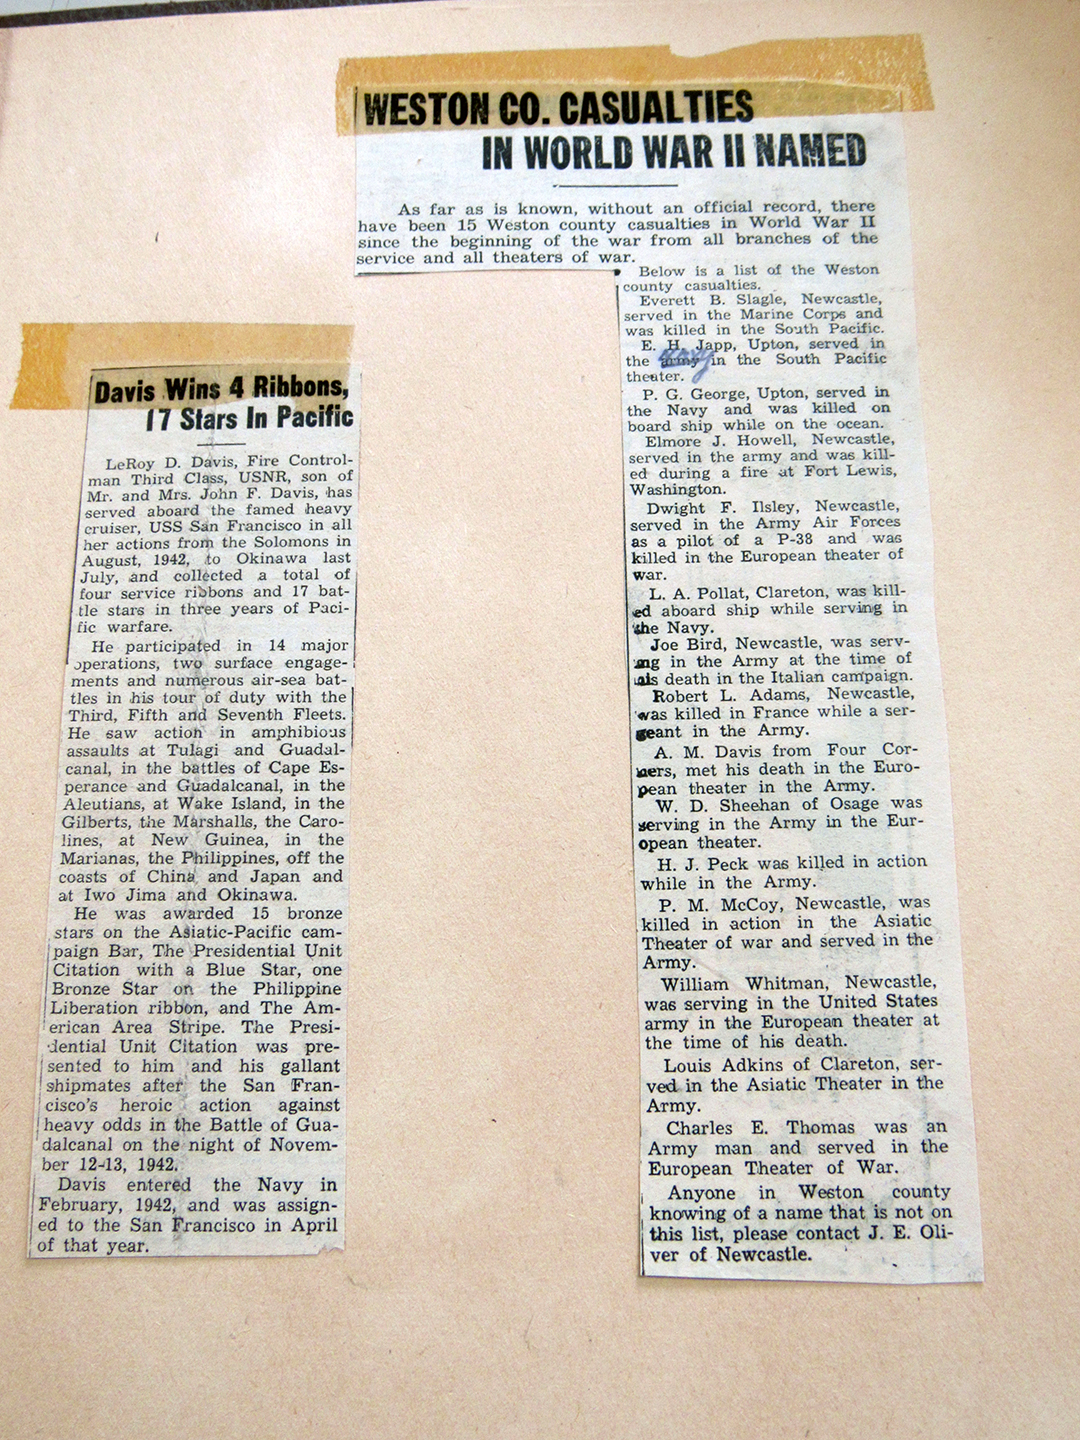 WESTON CO. CASUALTIES
IN WORLD WAR II NAMED
As far as is known, without an official record, there
have been 15 Weston county casualties in World War II
since the beginning of the war from all branches of the
service and all theaters of war.
Below is a list of the Weston
county casualties.
Everett B. Slagle, Newcastle,
served in the Marine Corps and
was killed in the South Pacific.
E. H. Japp, Upton, served in
the army in the South Pacific
theater.
P. G. George, Upton, served in
the Navy and was killed on
board ship while on the ocean.
Elmore J. Howell, Newcastle,
served in the army and was kill-
ed during a fire at Fort Lewis,
Washington.
Dwight F. Ilsley, Newcastle,
served in the Army Air Forces
as a pilot of a P-38 and was
killed in the European theater of
war.
L. A. Pollat, Clareton, was kill-
ed aboard ship while serving in
the Navy.
Joe Bird, Newcastle, was serv-
ing in the Army at the time of
his death in the Italian campaign.
Robert L. Adams, Newcastle,
was killed in France while a ser-
geant in the Army.
A. M. Davis from Four Cor-
ners, met his death in the Euro-
pean theater in the Army.
W. D. Sheehan of Osage was
serving in the Army in the Eur-
opean theater.
H. J. Peck was killed in action
while in the Army.
P. M. McCoy, Newcastle, was
killed in action in the Asiatic
Theater of war and served in the
Army.
William Whitman, Newcastle,
was serving in the United States
army in the European theater at
the time of his death.
Louis Adkins of Clareton, ser-
ved in the Asiatic Theater in the
Army.
Charles E. Thomas was an
Army man and served in the
European Theater of War.
Anyone in Weston county
knowing of a name that is not on
this list, please contact J. E. Oli-
ver of Newcastle.
Davis Wins 4 Ribbons,
17 Stars In Pacific
LeRoy D. Davis, Fire Control-
man Third Class, USNR, son of
Mr. and Mrs. John F. Davis, has
served aboard the famed heavy
cruiser, USS San Francisco in all
her actions from the Solomons in
August, 1942, to Okinawa last
July, and collected a total of
four service ribbons and 17 bat-
tle stars in three years of Paci-
fic warfare.
He participated in 14 major
operations, two surface engage-
ments and numerous air-sea bat-
tles in his tour of duty with the
Third, Fifth and Seventh Fleets.
He saw action in amphibious
assaults at Tulagi and Guadal-
canal, in the battles of Cape Es-
perance and Guadalcanal, in the
Aleutians, at Wake Island, in the
Gilberts, the Marshalls, the Caro-
lines, at New Guinea, in the
Marianas, the Philippines, off the
coasts of China and Japan and
at Iwo Jima and Okinawa.
He was awarded 15 bronze
stars on the Asiatic-Pacific cam-
paign Bar, The Presidential Unit
Citation with a Blue Star, one
Bronze Star on the Philippine
Liberation ribbon, and The Am-
erican Area Stripe. The Presi-
dential Unit Citation was pre-
sented to him and his gallant
shipmates after the San Fran-
cisco's heroic action against
heavy odds in the Battle of Gua-
dalcanal on the night of Novem-
ber 12-13, 1942.
Davis entered the Navy in
February, 1942, and was assign-
ed to the San Francisco in April
of that year.